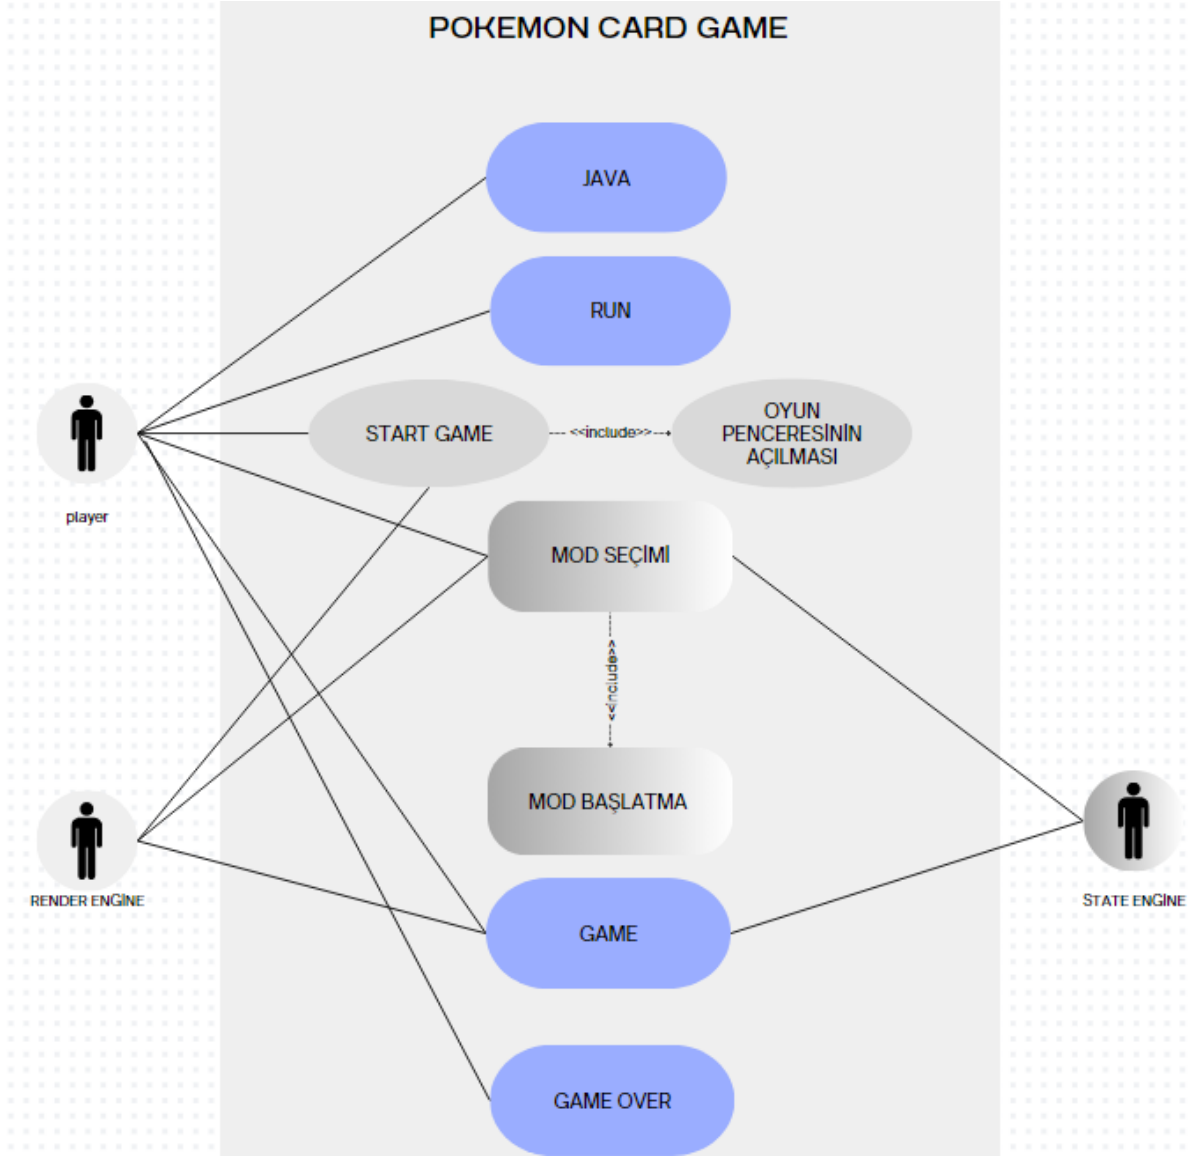 POKEMON CARD GAME
JAVA
RUN
START GAME
<<include>>
OYUN
PENCERESİNİN
AÇILMASI
player
MOD SEÇİMİ
<<include>>
MOD BAŞLATMA
RENDER ENGİNE
STATE ENGİNE
GAME
GAME OVER